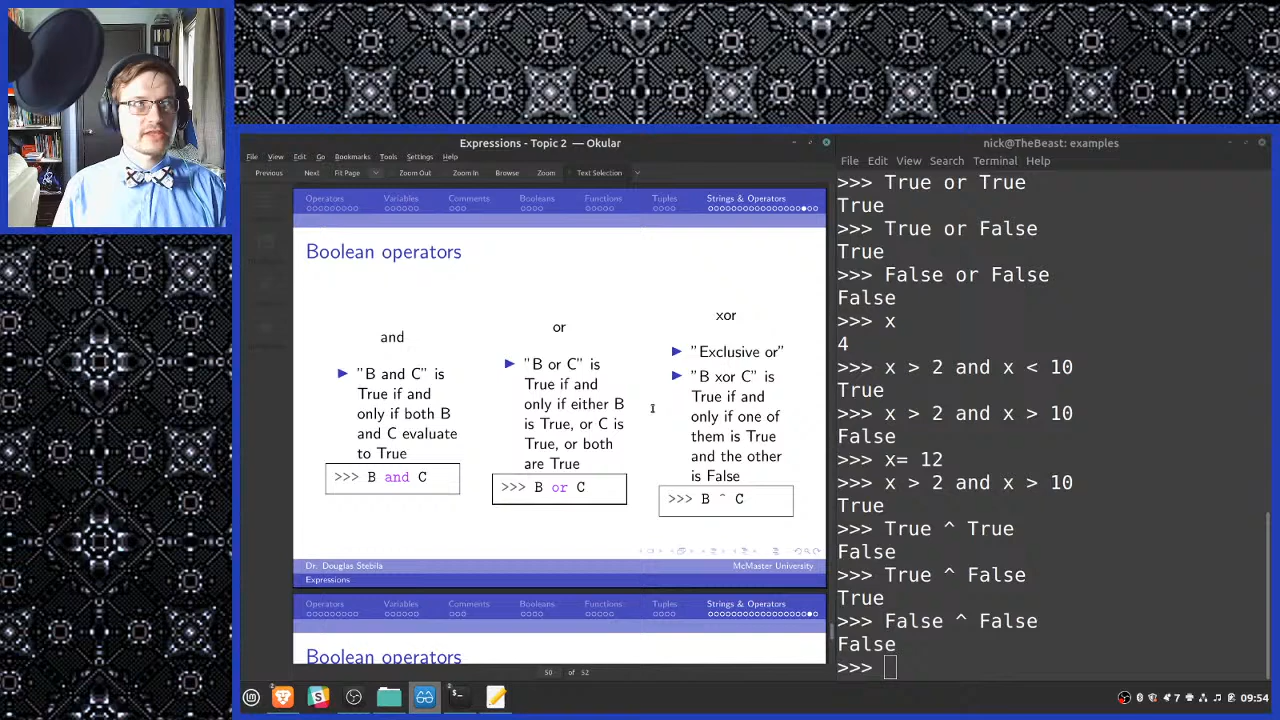 Expressions - Topic 2 — Okular
File View Edit Go Bookmarks Tools Settings Help
Previous Next Fit Page Zoom Out Zoom In Browse Zoom Text Selection
Operators Variables Comments Booleans Functions Tuples Strings & Operators
Boolean operators
and
"B and C" is
True if and
only if both B
and C evaluate
to True
>>> B and C
or
"B or C" is
True if and
only if either B
is True, or C is
True, or both
are True
>>> B or C
xor
"Exclusive or"
"B xor C" is
True if and
only if one of
them is True
and the other
is False
>>> B ^ C
Dr. Douglas Stebila McMaster University
Expressions
Operators Variables Comments Booleans Functions Tuples Strings & Operators
Boolean operators
50 of 52
nick@TheBeast: examples
File Edit View Search Terminal Help
>>> True or True
True
>>> True or False
True
>>> False or False
False
>>> x
4
>>> x > 2 and x < 10
True
>>> x > 2 and x > 10
False
>>> x= 12
>>> x > 2 and x > 10
True
>>> True ^ True
False
>>> True ^ False
True
>>> False ^ False
False
>>>
7 09:54